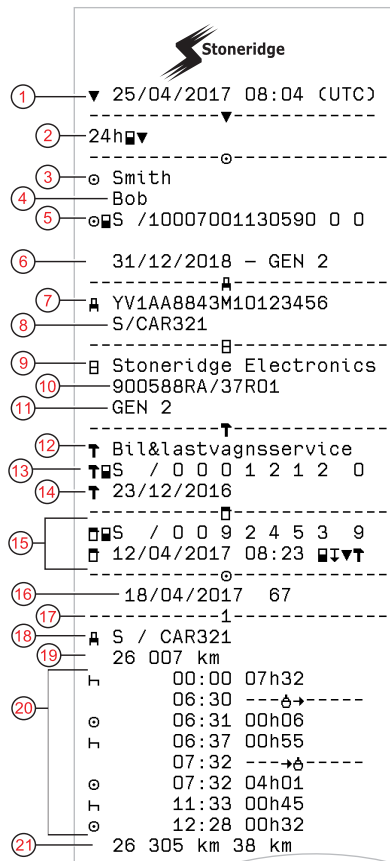 Stoneridge
1 ▼ 25/04/2017 08:04 (UTC)
2 24h▼
3 Smith
4 Bob
5 S /10007001130590 0 0
6 31/12/2018 - GEN 2
7 YV1AA8843M10123456
8 S/CAR321
9 Stoneridge Electronics
10 900588RA/37R01
11 GEN 2
12 Bil&lastvagnsservice
13 S / 0 0 0 1 2 1 2 0
14 23/12/2016
15 S / 0 0 9 2 4 5 3 9
12/04/2017 08:23
16 18/04/2017 67
17 -----1-----
18 S / CAR321
19 26 007 km
20 00:00 07h32
06:30 ------
06:31 00h06
06:37 00h55
07:32 ------
07:32 04h01
11:33 00h45
12:28 00h32
21 26 305 km 38 km